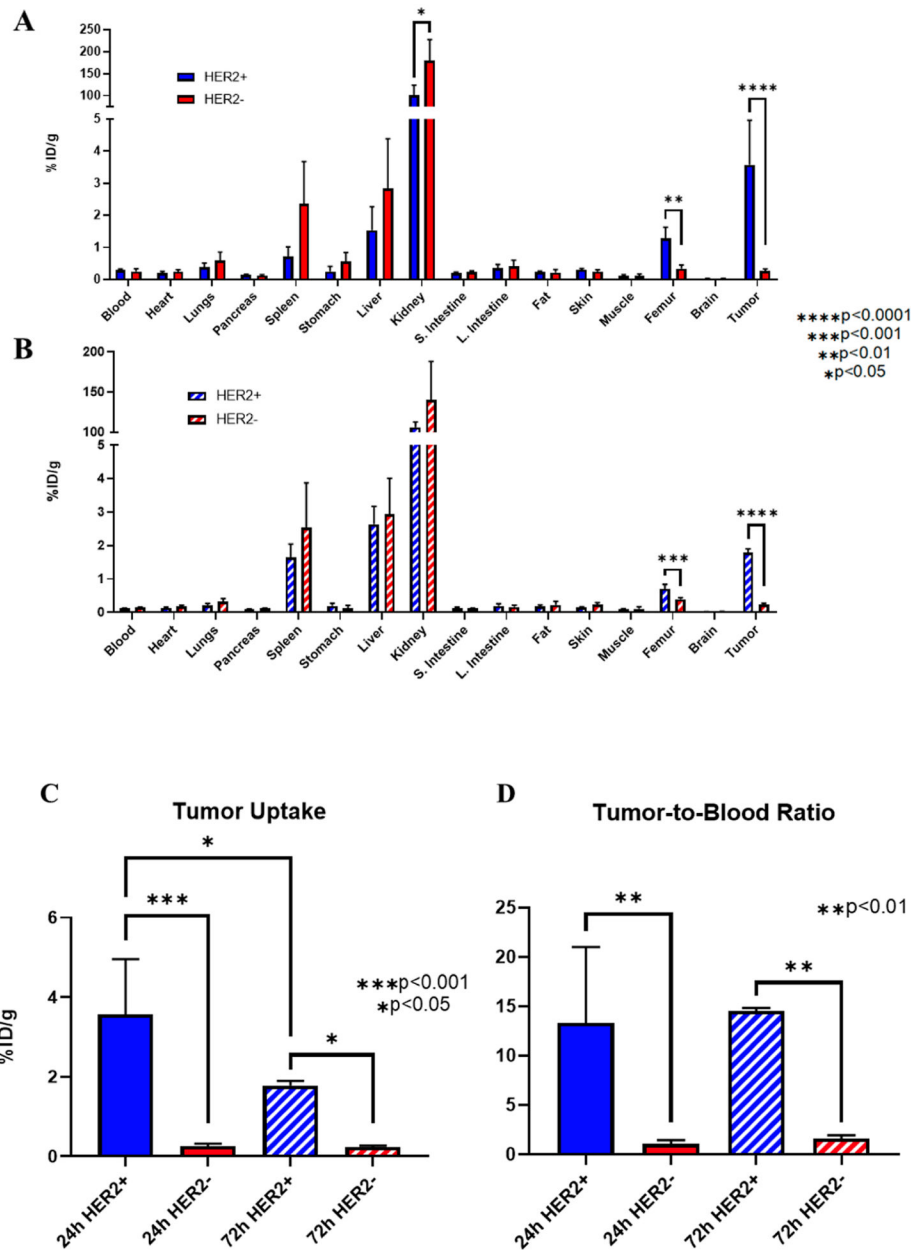 A
%ID/g
250
200
150
100
5
4
3
2
1
0
HER2+
HER2-
*
**
****
Blood
Heart
Lungs
Pancreas
Spleen
Stomach
Liver
Kidney
S. Intestine
L. Intestine
Fat
Skin
Muscle
Femur
Brain
Tumor
****p<0.0001
***p<0.001
**p<0.01
*p<0.05
B
%ID/g
200
150
100
5
4
3
2
1
0
HER2+
HER2-
***
****
Blood
Heart
Lungs
Pancreas
Spleen
Stomach
Liver
Kidney
S. Intestine
L. Intestine
Fat
Skin
Muscle
Femur
Brain
Tumor
C
Tumor Uptake
%ID/g
6
4
2
0
*
***
*
***p<0.001
*p<0.05
24h HER2+
24h HER2-
72h HER2+
72h HER2-
D
Tumor-to-Blood Ratio
25
20
15
10
5
0
**
**
**p<0.01
24h HER2+
24h HER2-
72h HER2+
72h HER2-